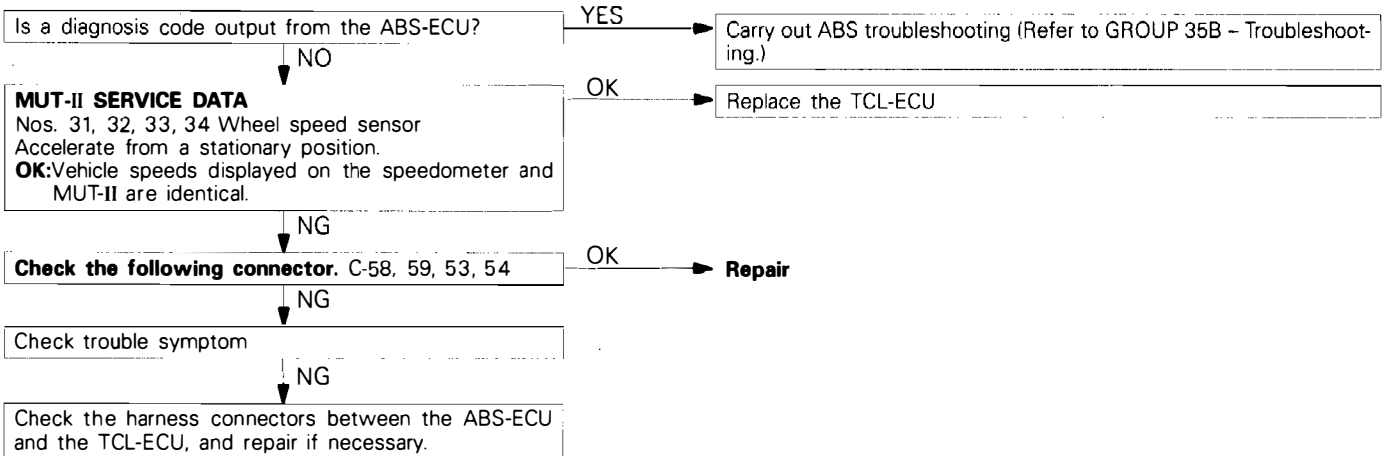 Is a diagnosis code output from the ABS-ECU?
YES
Carry out ABS troubleshooting (Refer to GROUP 35B – Troubleshoot-
ing.)
NO
MUT-II SERVICE DATA
Nos. 31, 32, 33, 34 Wheel speed sensor
Accelerate from a stationary position.
OK:Vehicle speeds displayed on the speedometer and
MUT-II are identical.
OK
Replace the TCL-ECU
NG
Check the following connector. C-58, 59, 53, 54
OK
Repair
NG
Check trouble symptom
NG
Check the harness connectors between the ABS-ECU
and the TCL-ECU, and repair if necessary.